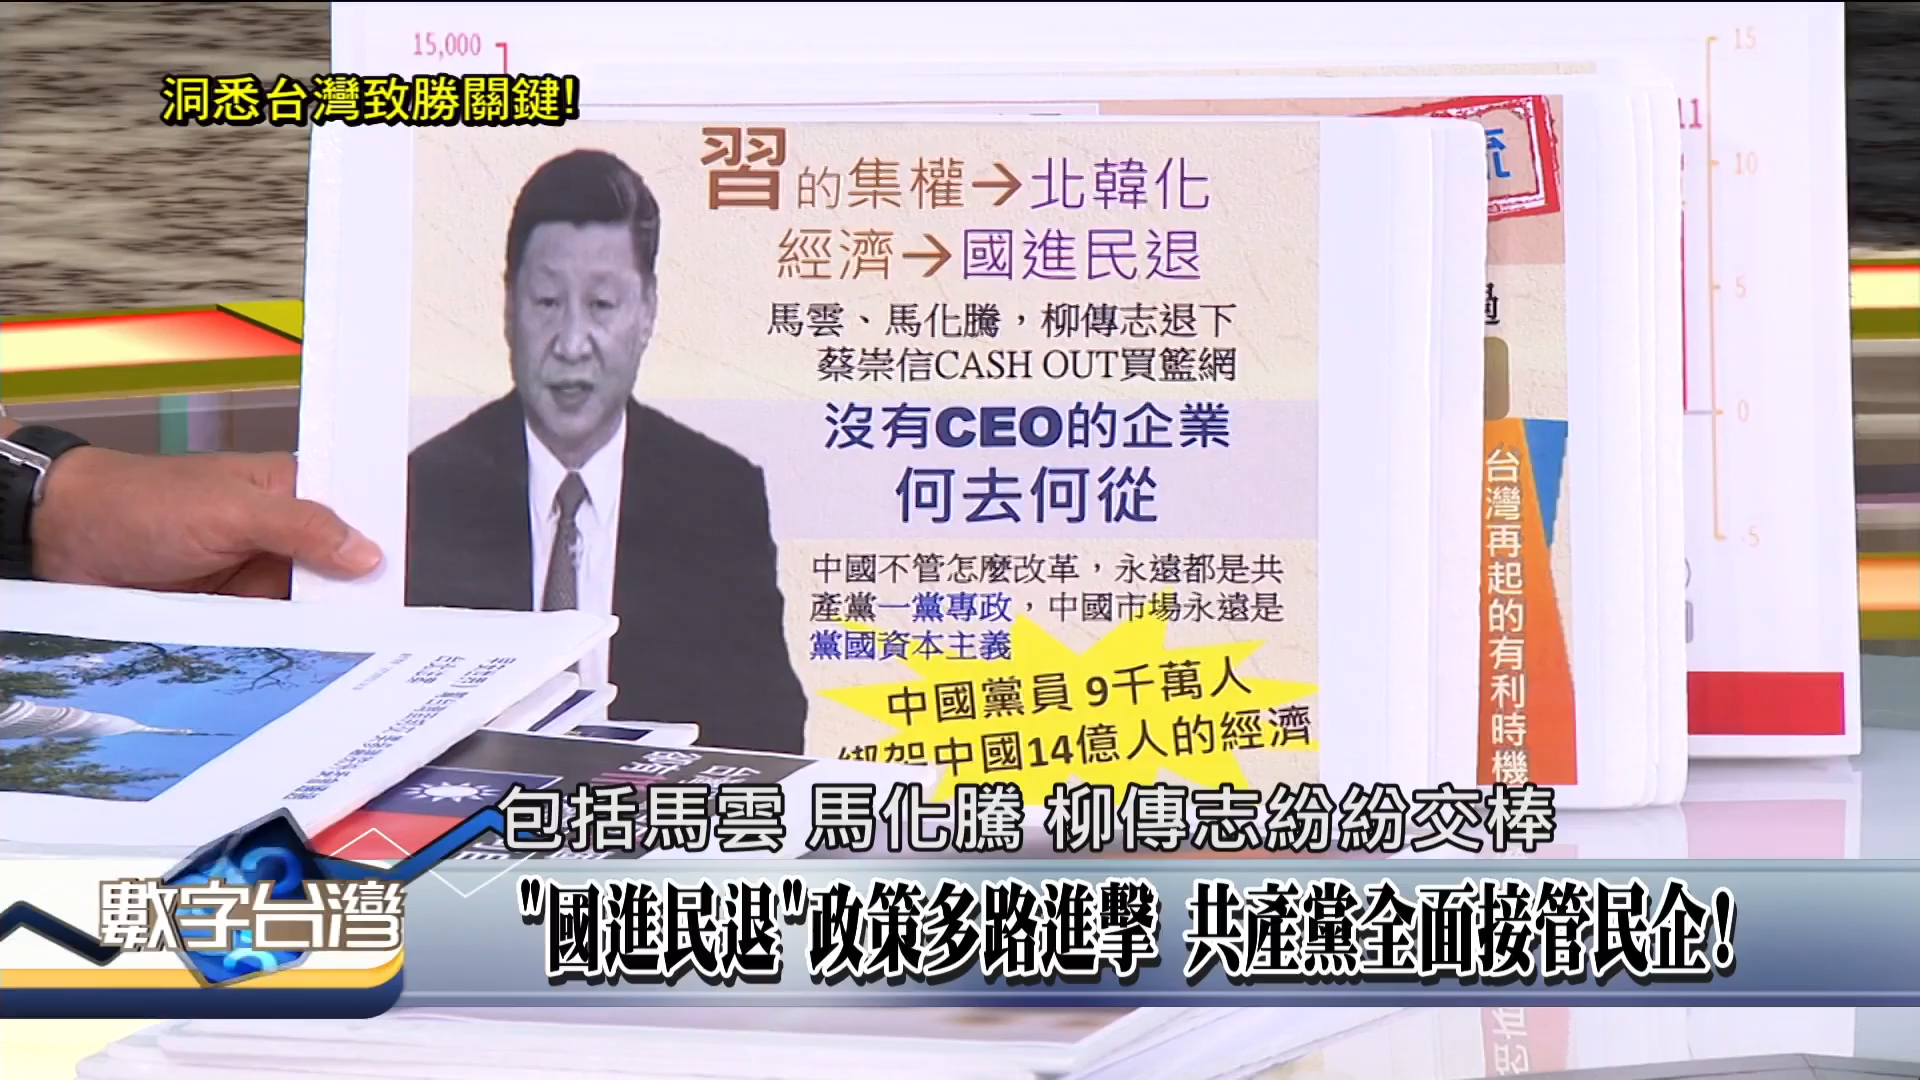 15,000
15
洞悉台灣致勝關鍵!
11
流
10
習的集權→北韓化
經濟→國進民退
5
馬雲、馬化騰，柳傳志退下
蔡崇信CASH OUT買籃網
0
沒有CEO的企業
何去何從
-5
中國不管怎麼改革，永遠都是共
產黨一黨專政，中國市場永遠是
黨國資本主義
中國黨員 9千萬人
綁架中國14億人的經濟
台灣再起的有利時機
包括馬雲 馬化騰 柳傳志紛紛交棒
數字台灣
"國進民退"政策多路進擊 共產黨全面接管民企!